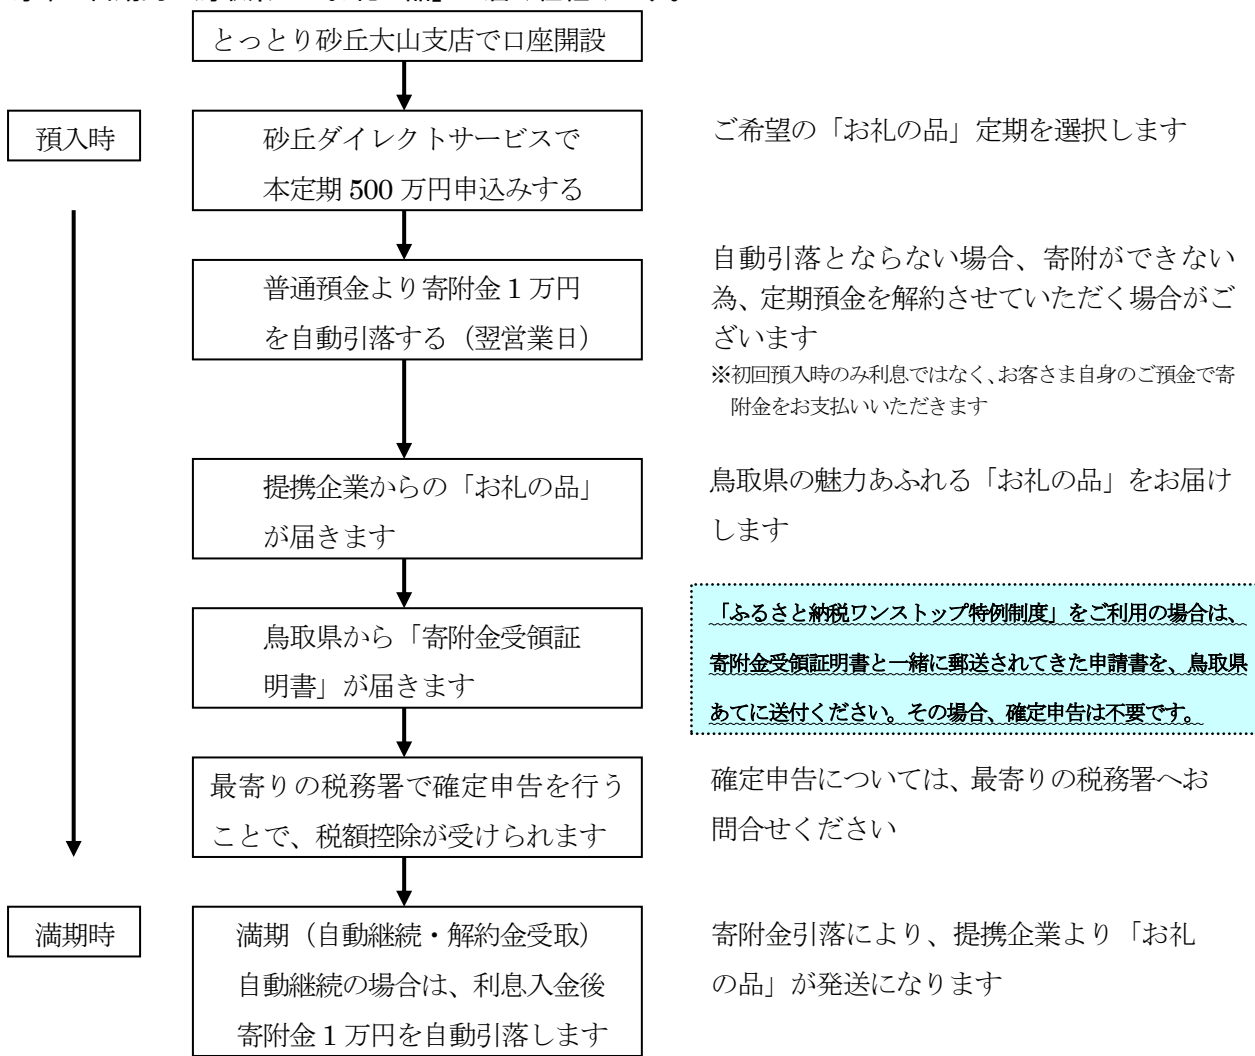 とっとり砂丘大山支店で口座開設
預入時
砂丘ダイレクトサービスで
本定期 500 万円申込みする
ご希望の「お礼の品」定期を選択します
普通預金より寄附金 1 万円
を自動引落する（翌営業日）
自動引落とならない場合、寄附ができない
為、定期預金を解約させていただく場合がご
ざいます
※初回預入時のみ利息ではなく、お客さま自身のご預金で寄
附金をお支払いいただきます
提携企業からの「お礼の品」
が届きます
鳥取県の魅力あふれる「お礼の品」をお届け
します
鳥取県から「寄附金受領証
明書」が届きます
「ふるさと納税ワンストップ特例制度」をご利用の場合は、
寄附金受領証明書と一緒に郵送されてきた申請書を、鳥取県
あてに送付ください。その場合、確定申告は不要です。
最寄りの税務署で確定申告を行う
ことで、税額控除が受けられます
確定申告については、最寄りの税務署へお
問合せください
満期時
満期（自動継続・解約金受取）
自動継続の場合は、利息入金後
寄附金 1 万円を自動引落します
寄附金引落により、提携企業より「お礼
の品」が発送になります